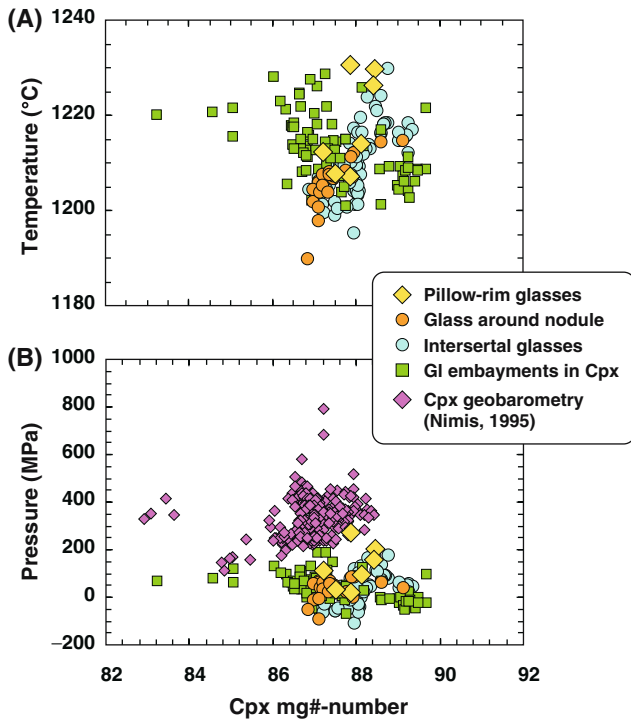 (A)
1240
1220
1200
1180
Temperature (°C)
Pillow-rim glasses
Glass around nodule
Intersertal glasses
Gl embayments in Cpx
Cpx geobarometry
(Nimis, 1995)
(B)
1000
800
600
400
200
0
−200
Pressure (MPa)
82 84 86 88 90 92
Cpx mg#-number